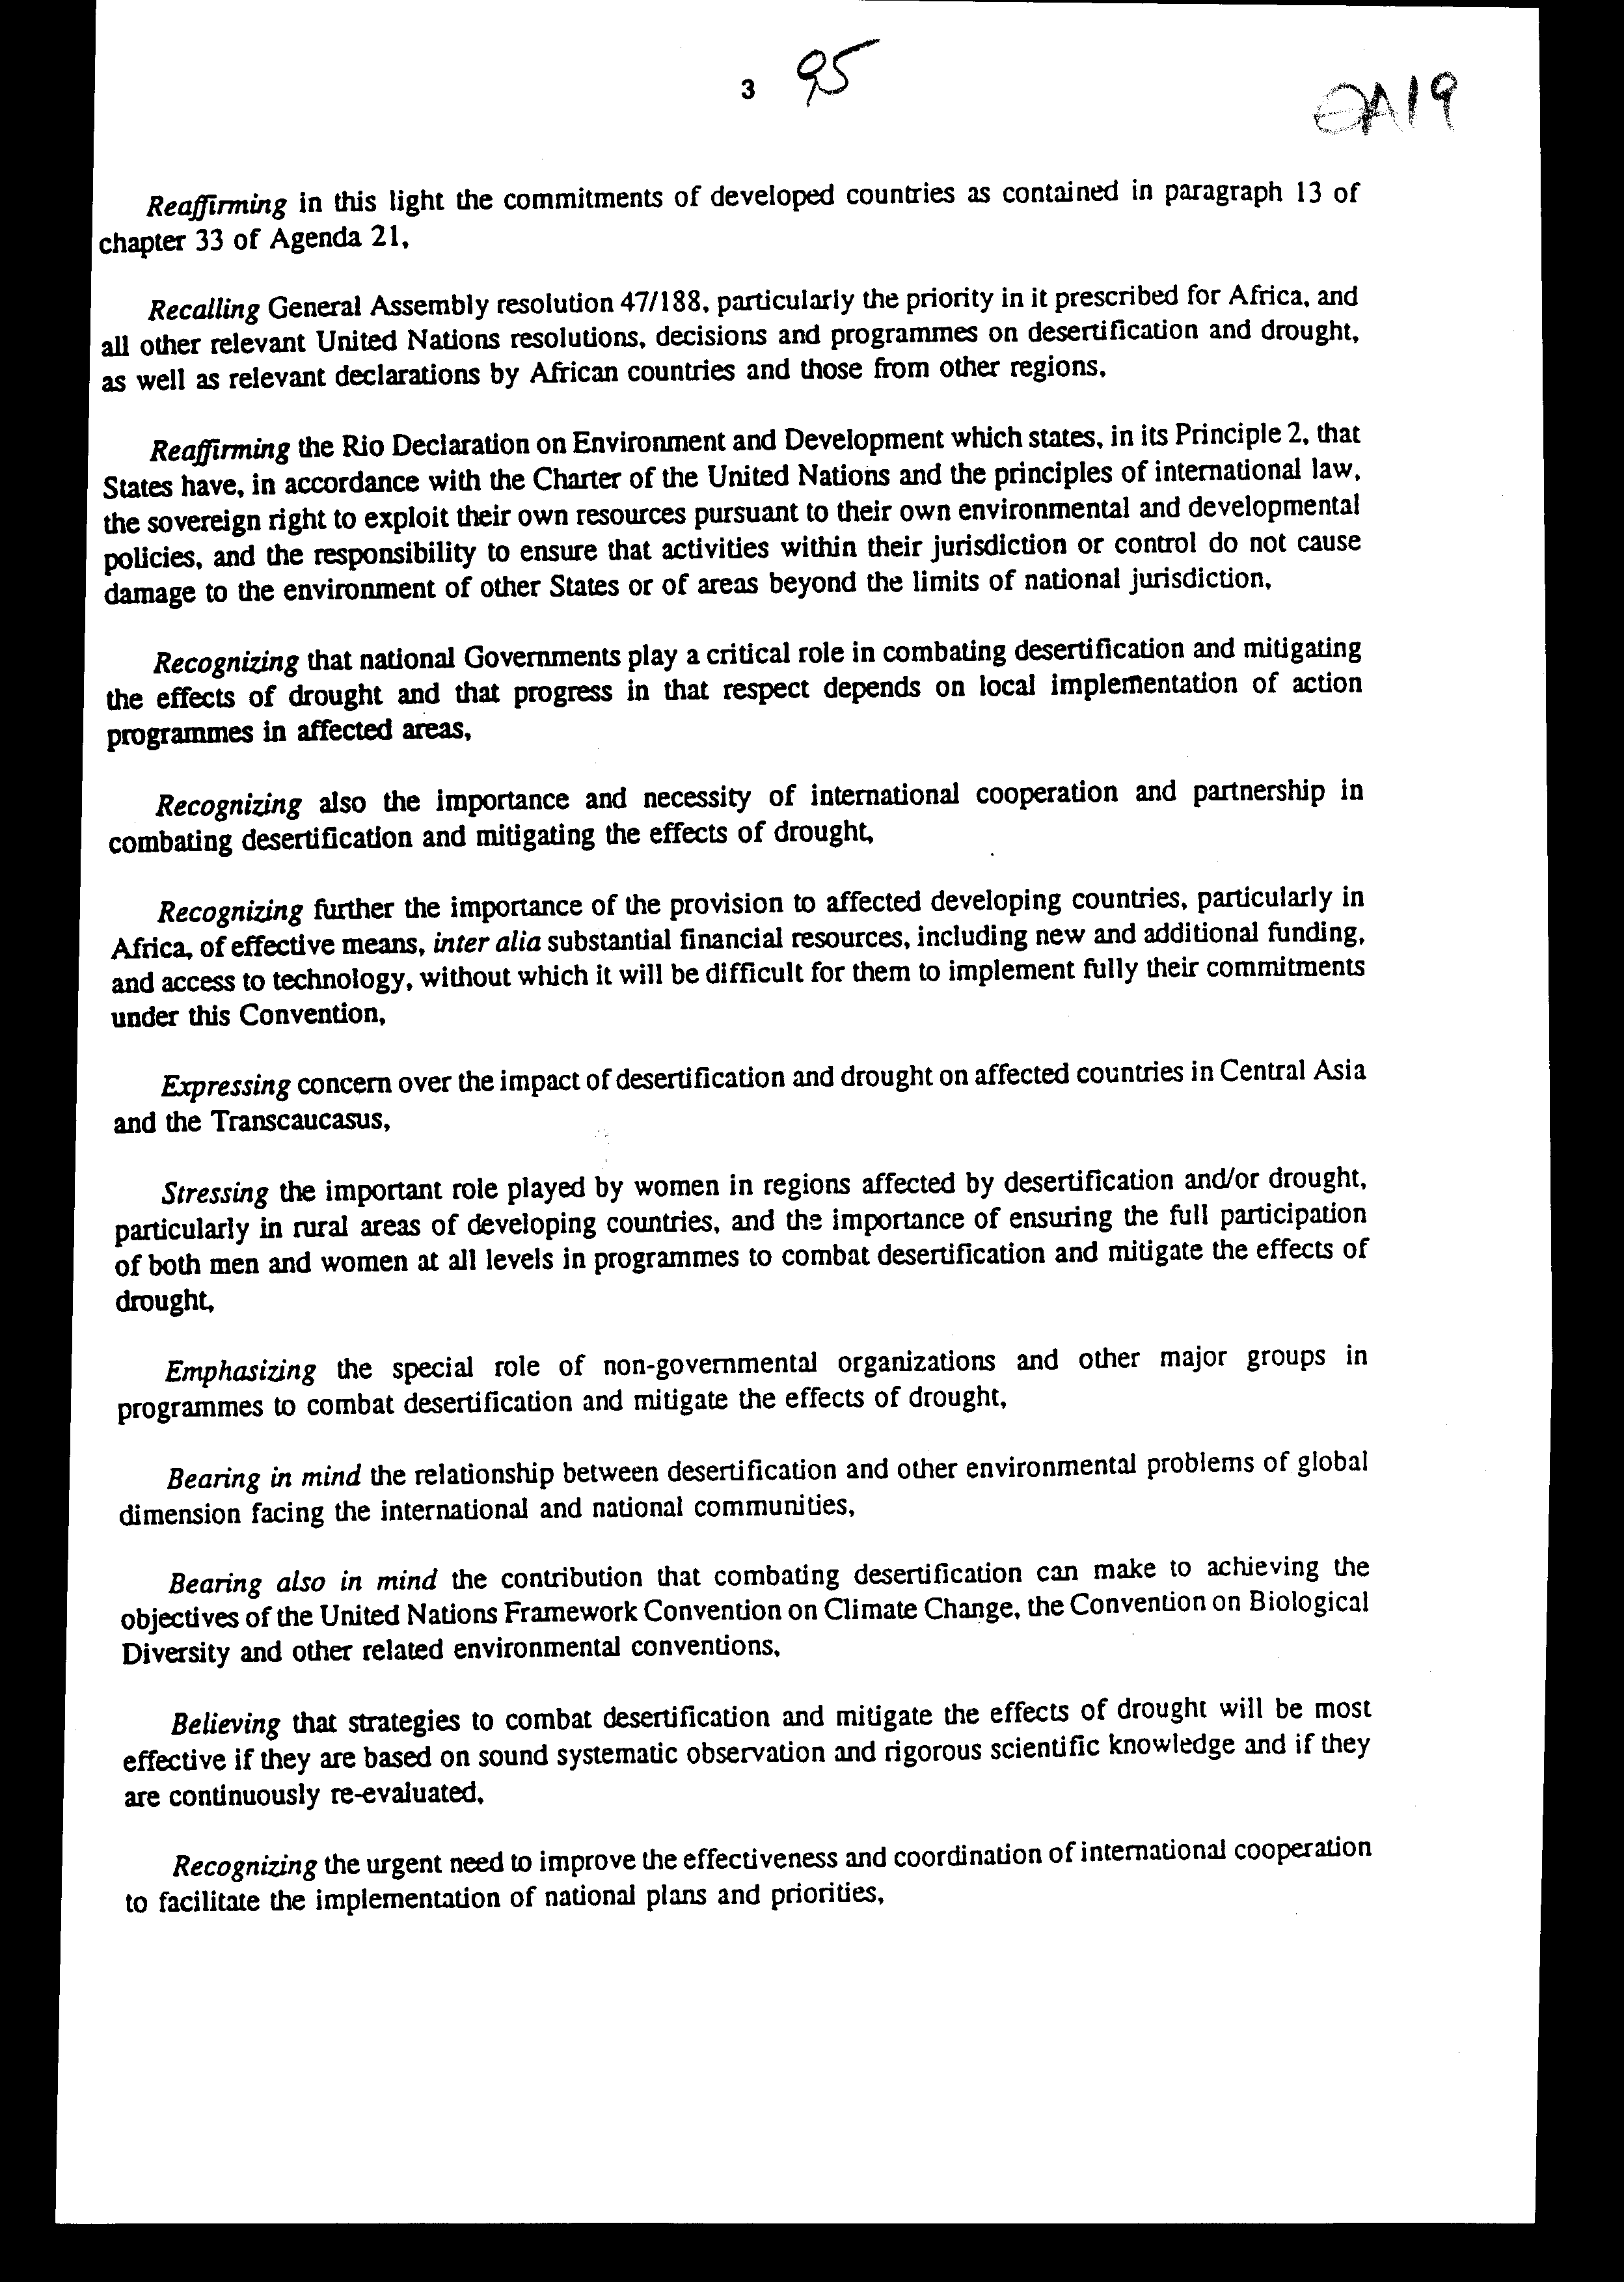 3 95
ӘA19
Reaffirming in this light the commitments of developed countries as contained in paragraph 13 of
chapter 33 of Agenda 21,
Recalling General Assembly resolution 47/188, particularly the priority in it prescribed for Africa, and
all other relevant United Nations resolutions, decisions and programmes on desertification and drought,
as well as relevant declarations by African countries and those from other regions,
Reaffirming the Rio Declaration on Environment and Development which states, in its Principle 2, that
States have, in accordance with the Charter of the United Nations and the principles of international law,
the sovereign right to exploit their own resources pursuant to their own environmental and developmental
policies, and the responsibility to ensure that activities within their jurisdiction or control do not cause
damage to the environment of other States or of areas beyond the limits of national jurisdiction,
Recognizing that national Governments play a critical role in combating desertification and mitigating
the effects of drought and that progress in that respect depends on local implementation of action
programmes in affected areas,
Recognizing also the importance and necessity of international cooperation and partnership in
combating desertification and mitigating the effects of drought,
Recognizing further the importance of the provision to affected developing countries, particularly in
Africa, of effective means, inter alia substantial financial resources, including new and additional funding,
and access to technology, without which it will be difficult for them to implement fully their commitments
under this Convention,
Expressing concern over the impact of desertification and drought on affected countries in Central Asia
and the Transcaucasus,
Stressing the important role played by women in regions affected by desertification and/or drought,
particularly in rural areas of developing countries, and the importance of ensuring the full participation
of both men and women at all levels in programmes to combat desertification and mitigate the effects of
drought,
Emphasizing the special role of non-governmental organizations and other major groups in
programmes to combat desertification and mitigate the effects of drought,
Bearing in mind the relationship between desertification and other environmental problems of global
dimension facing the international and national communities,
Bearing also in mind the contribution that combating desertification can make to achieving the
objectives of the United Nations Framework Convention on Climate Change, the Convention on Biological
Diversity and other related environmental conventions,
Believing that strategies to combat desertification and mitigate the effects of drought will be most
effective if they are based on sound systematic observation and rigorous scientific knowledge and if they
are continuously re-evaluated,
Recognizing the urgent need to improve the effectiveness and coordination of international cooperation
to facilitate the implementation of national plans and priorities,